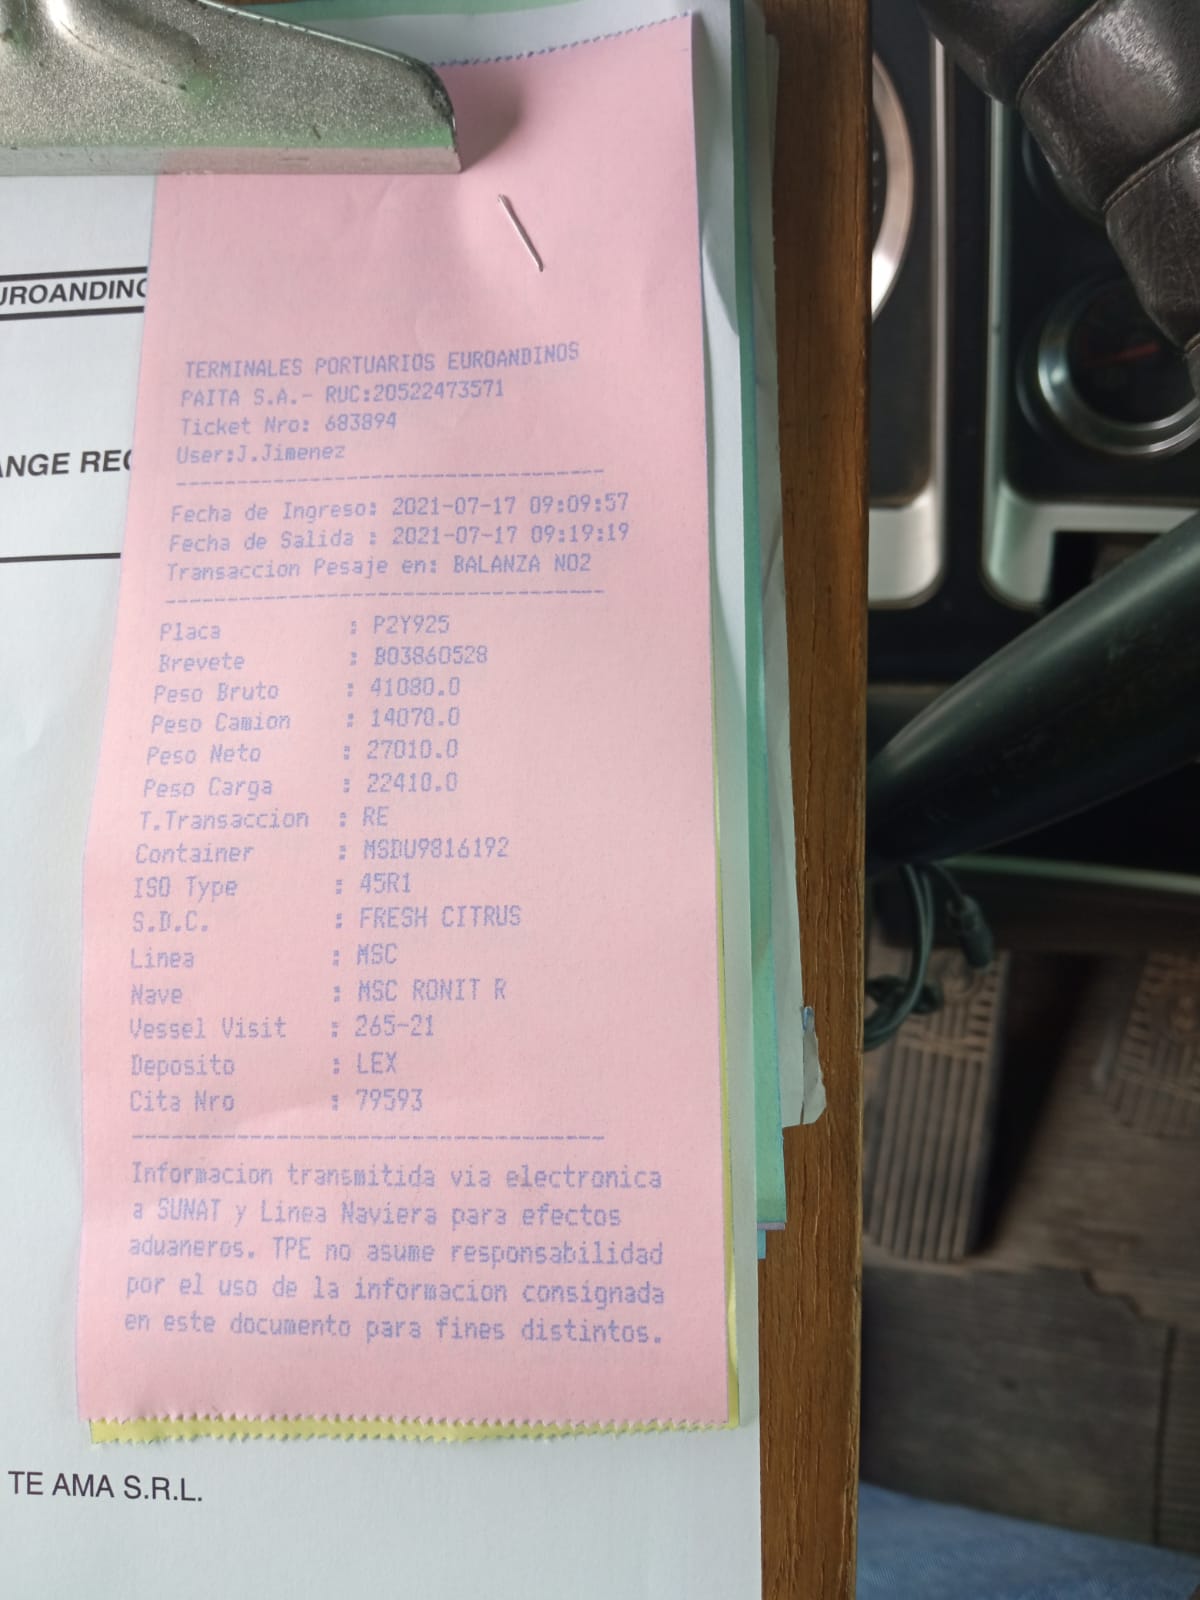 TERMINALES PORTUARIOS EUROANDINOS
PAITA S.A.- RUC:20522473571
Ticket Nro: 683894
User:J.Jimenez
Fecha de Ingreso: 2021-07-17 09:09:57
Fecha de Salida : 2021-07-17 09:19:19
Transaccion Pesaje en: BALANZA NO2
Placa : P2Y925
Brevete : B03860528
Peso Bruto : 41080.0
Peso Camion : 14070.0
Peso Neto : 27010.0
Peso Carga : 22410.0
T.Transaccion : RE
Container : MSDU9816192
ISO Type : 45R1
S.D.C. : FRESH CITRUS
Linea : MSC
Nave : MSC RONIT R
Vessel Visit : 265-21
Deposito : LEX
Cita Nro : 79593
Informacion transmitida via electronica
a SUNAT y Linea Naviera para efectos
aduaneros. TPE no asume responsabilidad
por el uso de la informacion consignada
en este documento para fines distintos.
TE AMA S.R.L.